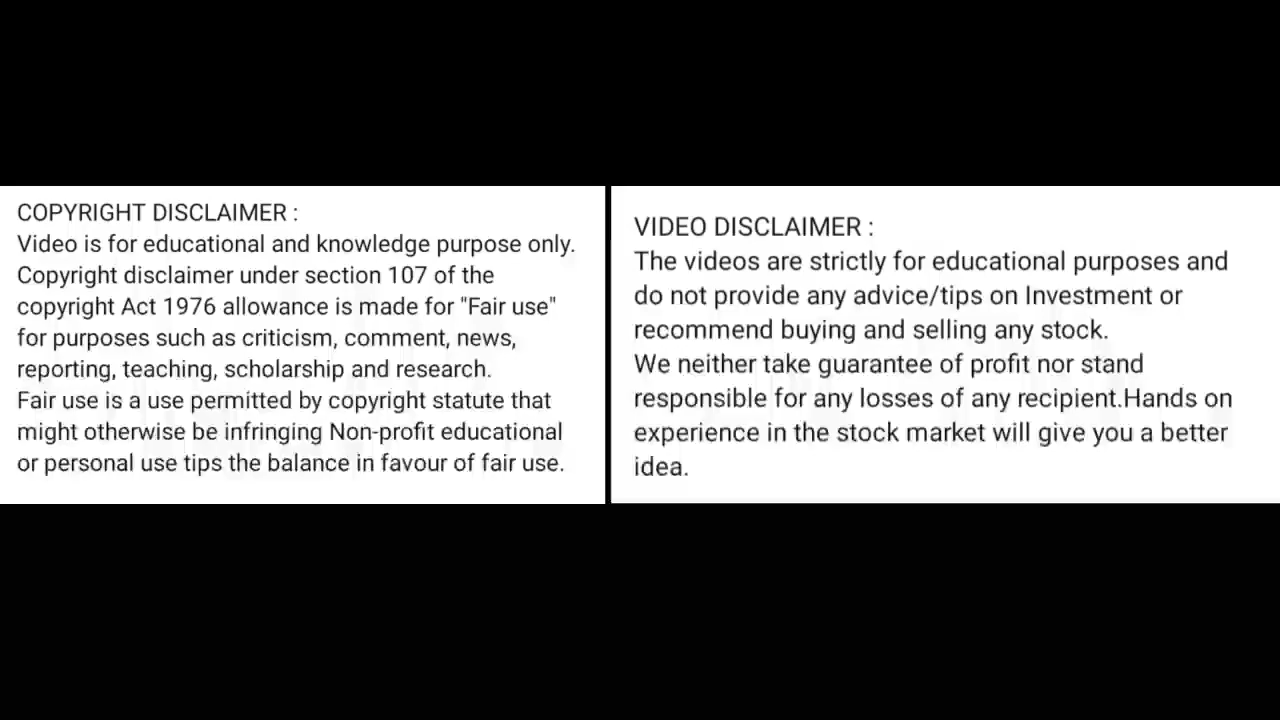 COPYRIGHT DISCLAIMER :
Video is for educational and knowledge purpose only.
Copyright disclaimer under section 107 of the
copyright Act 1976 allowance is made for "Fair use"
for purposes such as criticism, comment, news,
reporting, teaching, scholarship and research.
Fair use is a use permitted by copyright statute that
might otherwise be infringing Non-profit educational
or personal use tips the balance in favour of fair use.
VIDEO DISCLAIMER :
The videos are strictly for educational purposes and
do not provide any advice/tips on Investment or
recommend buying and selling any stock.
We neither take guarantee of profit nor stand
responsible for any losses of any recipient.Hands on
experience in the stock market will give you a better
idea.